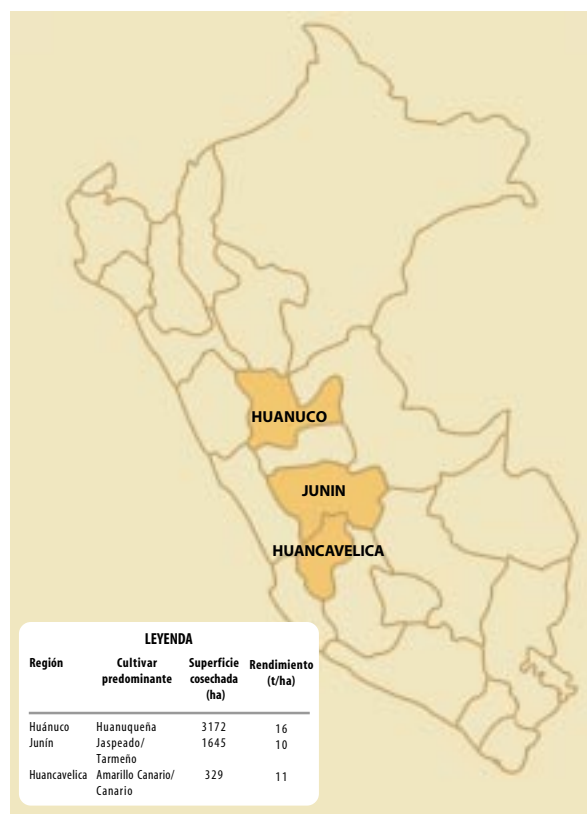 HUANUCO
JUNIN
HUANCAVELICA
LEYENDA
Región Cultivar predominante Superficie cosechada (ha) Rendimiento (t/ha)
Huánuco Huanuqueña 3172 16
Junín Jaspeado/ Tarmeño 1645 10
Huancavelica Amarillo Canario/ Canario 329 11